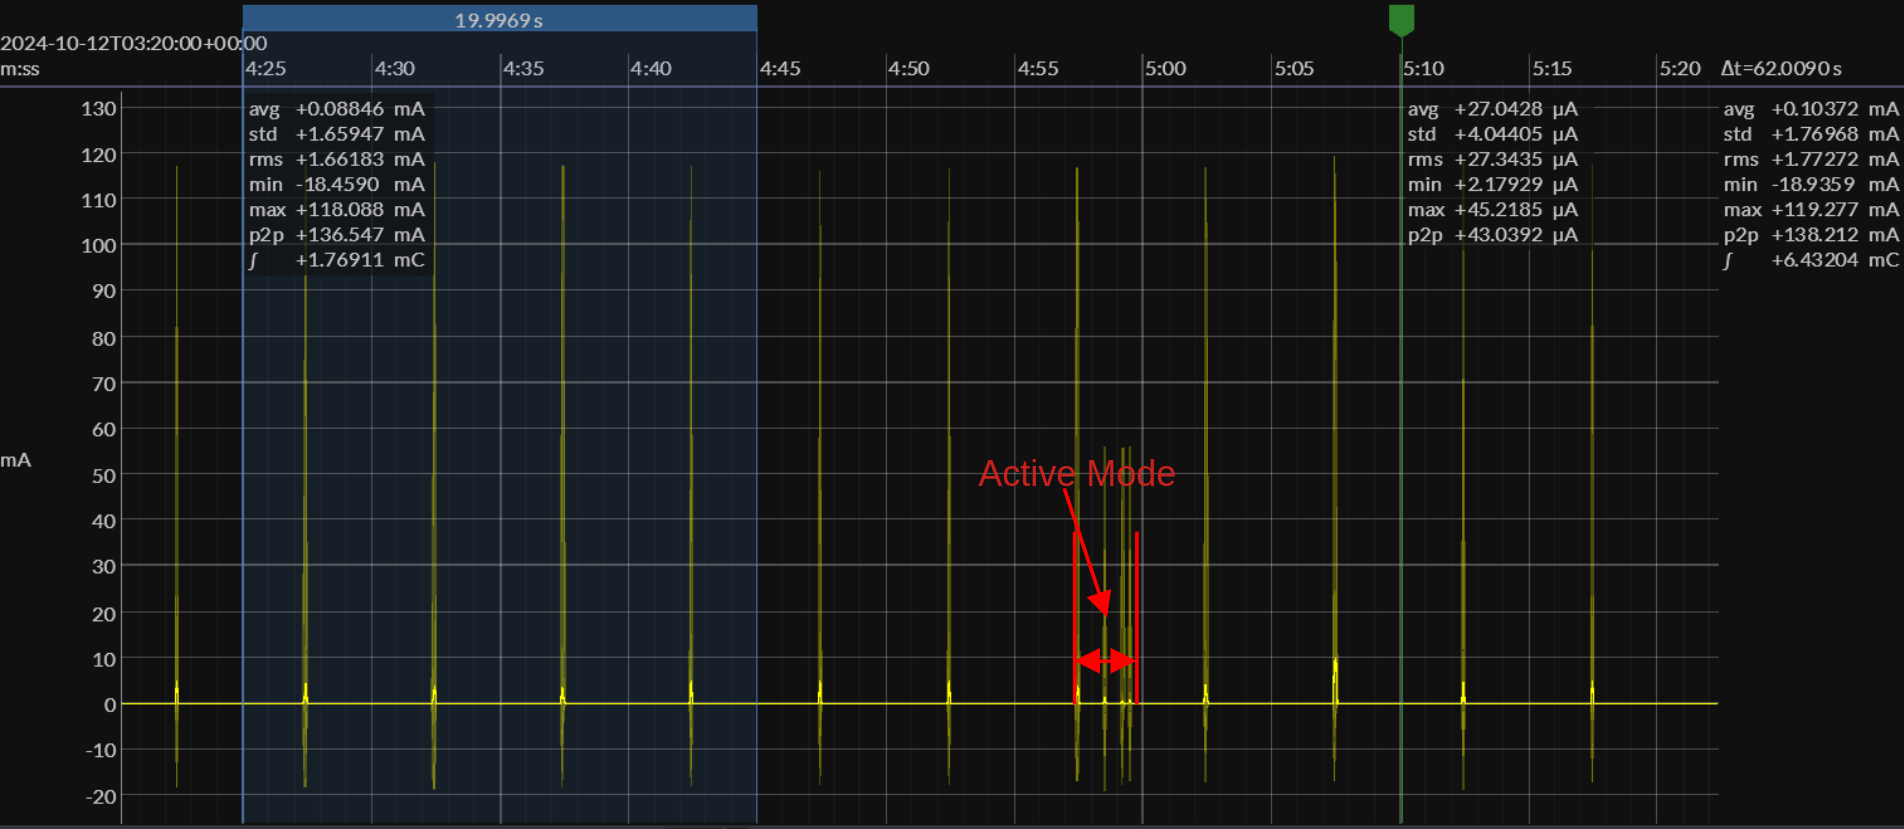 19.9969 s
2024-10-12T03:20:00+00:00
m:ss
4:25 4:30 4:35 4:40 4:45 4:50 4:55 5:00 5:05 5:10 5:15 5:20 Δt=62.0090 s
avg +0.08846 mA
std +1.65947 mA
rms +1.66183 mA
min -18.4590 mA
max +118.088 mA
p2p +136.547 mA
∫ +1.76911 mC
avg +27.0428 µA
std +4.04405 µA
rms +27.3435 µA
min +2.17929 µA
max +45.2185 µA
p2p +43.0392 µA
avg +0.10372 mA
std +1.76968 mA
rms +1.77272 mA
min -18.9359 mA
max +119.277 mA
p2p +138.212 mA
∫ +6.43204 mC
130
120
110
100
90
80
70
60
50
40
30
20
10
0
-10
-20
mA
Active Mode